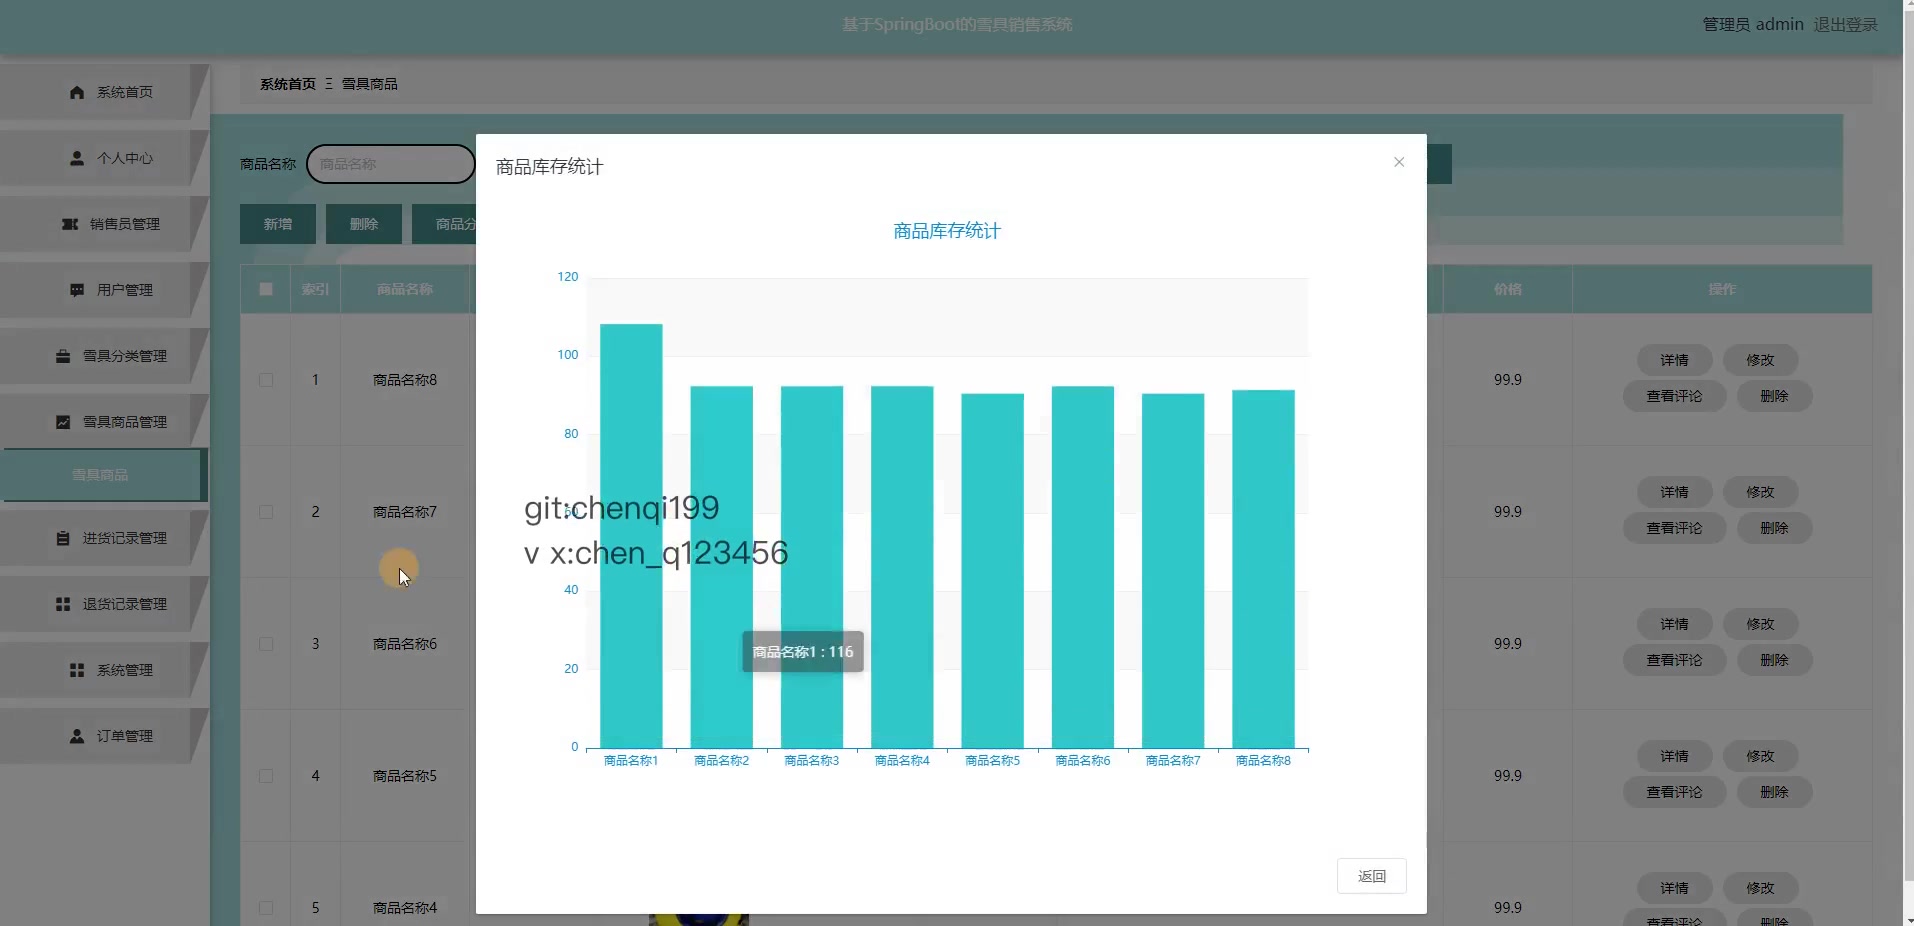 基于SpringBoot的雪具销售系统
管理员 admin 退出登录
系统首页
个人中心
销售员管理
用户管理
雪具分类管理
雪具商品管理
雪具商品
进货记录管理
退货记录管理
系统管理
订单管理
系统首页 Ξ 雪具商品
商品名称 商品名称
新增 删除 商品分
索引 商品名称 价格 操作
1 商品名称8 99.9 详情 修改
查看评论 删除
2 商品名称7 99.9 详情 修改
查看评论 删除
3 商品名称6 99.9 详情 修改
查看评论 删除
4 商品名称5 99.9 详情 修改
查看评论 删除
5 商品名称4 99.9 详情 修改
查看评论 删除
商品库存统计
商品库存统计
120
100
80
60
40
20
0
git:chenqi199
v x:chen_q123456
商品名称1 : 116
商品名称1 商品名称2 商品名称3 商品名称4 商品名称5 商品名称6 商品名称7 商品名称8
返回